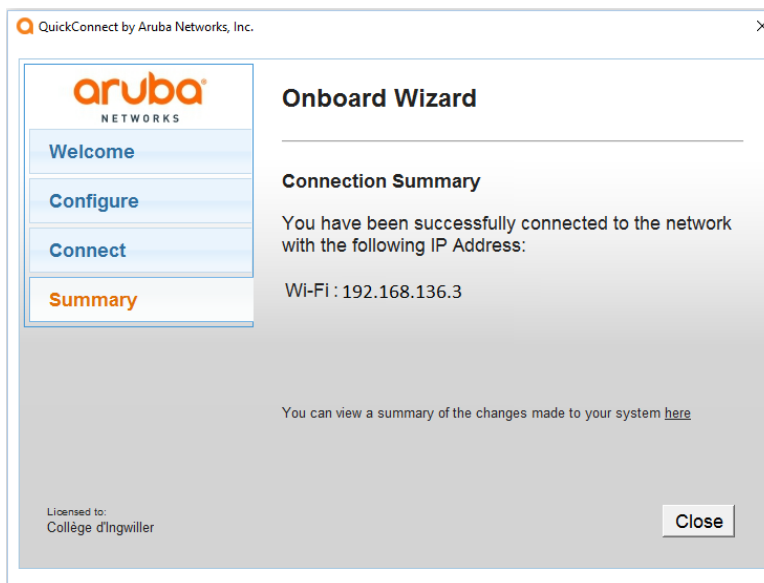 QuickConnect by Aruba Networks, Inc.
aruba
NETWORKS
Welcome
Configure
Connect
Summary
Onboard Wizard
Connection Summary
You have been successfully connected to the network
with the following IP Address:
Wi-Fi : 192.168.136.3
You can view a summary of the changes made to your system here
Licensed to:
Collège d'Ingwiller
Close